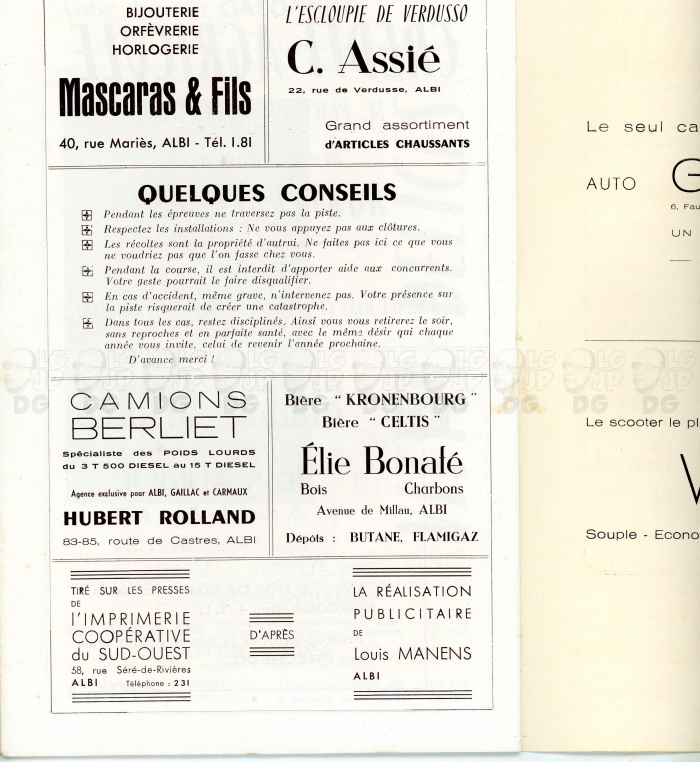 BIJOUTERIE
ORFÈVRERIE
HORLOGERIE
Mascaras & Fils
40, rue Mariès, ALBI - Tél. 1.81
L'ESCLOUPIE DE VERDUSSO
C. Assié
22, rue de Verdusse, ALBI
Grand assortiment
d'ARTICLES CHAUSSANTS
QUELQUES CONSEILS
Pendant les épreuves ne traversez pas la piste.
Respectez les installations : Ne vous appuyez pas aux clôtures.
Les récoltes sont la propriété d'autrui. Ne faites pas ici ce que vous
ne voudriez pas que l'on fasse chez vous.
Pendant la course, il est interdit d'apporter aide aux concurrents.
Votre geste pourrait le faire disqualifier.
En cas d'accident, même grave, n'intervenez pas. Votre présence sur
la piste risquerait de créer une catastrophe.
Dans tous les cas, restez disciplinés. Ainsi vous vous retirerez le soir,
sans reproches et en parfaite santé, avec le même désir qui chaque
année vous invite, celui de revenir l'année prochaine.
D'avance merci !
CAMIONS
BERLIET
Spécialiste des POIDS LOURDS
du 3 T 500 DIESEL au 15 T DIESEL
Agence exclusive pour ALBI, GAILLAC et CARMAUX
HUBERT ROLLAND
83-85, route de Castres, ALBI
Bière " KRONENBOURG "
Bière " CELTIS "
Élie Bonafé
Bois Charbons
Avenue de Millau, ALBI
Dépôts : BUTANE, FLAMIGAZ
TIRÉ SUR LES PRESSES
DE
l'IMPRIMERIE
COOPÉRATIVE
du SUD-OUEST
58, rue Séré-de-Rivières
ALBI Téléphone : 231
D'APRÈS
LA RÉALISATION
PUBLICITAIRE
DE
Louis MANENS
ALBI
Le seul ca
AUTO G
6, Fau
UN
Le scooter le pl
V
Souple - Econo